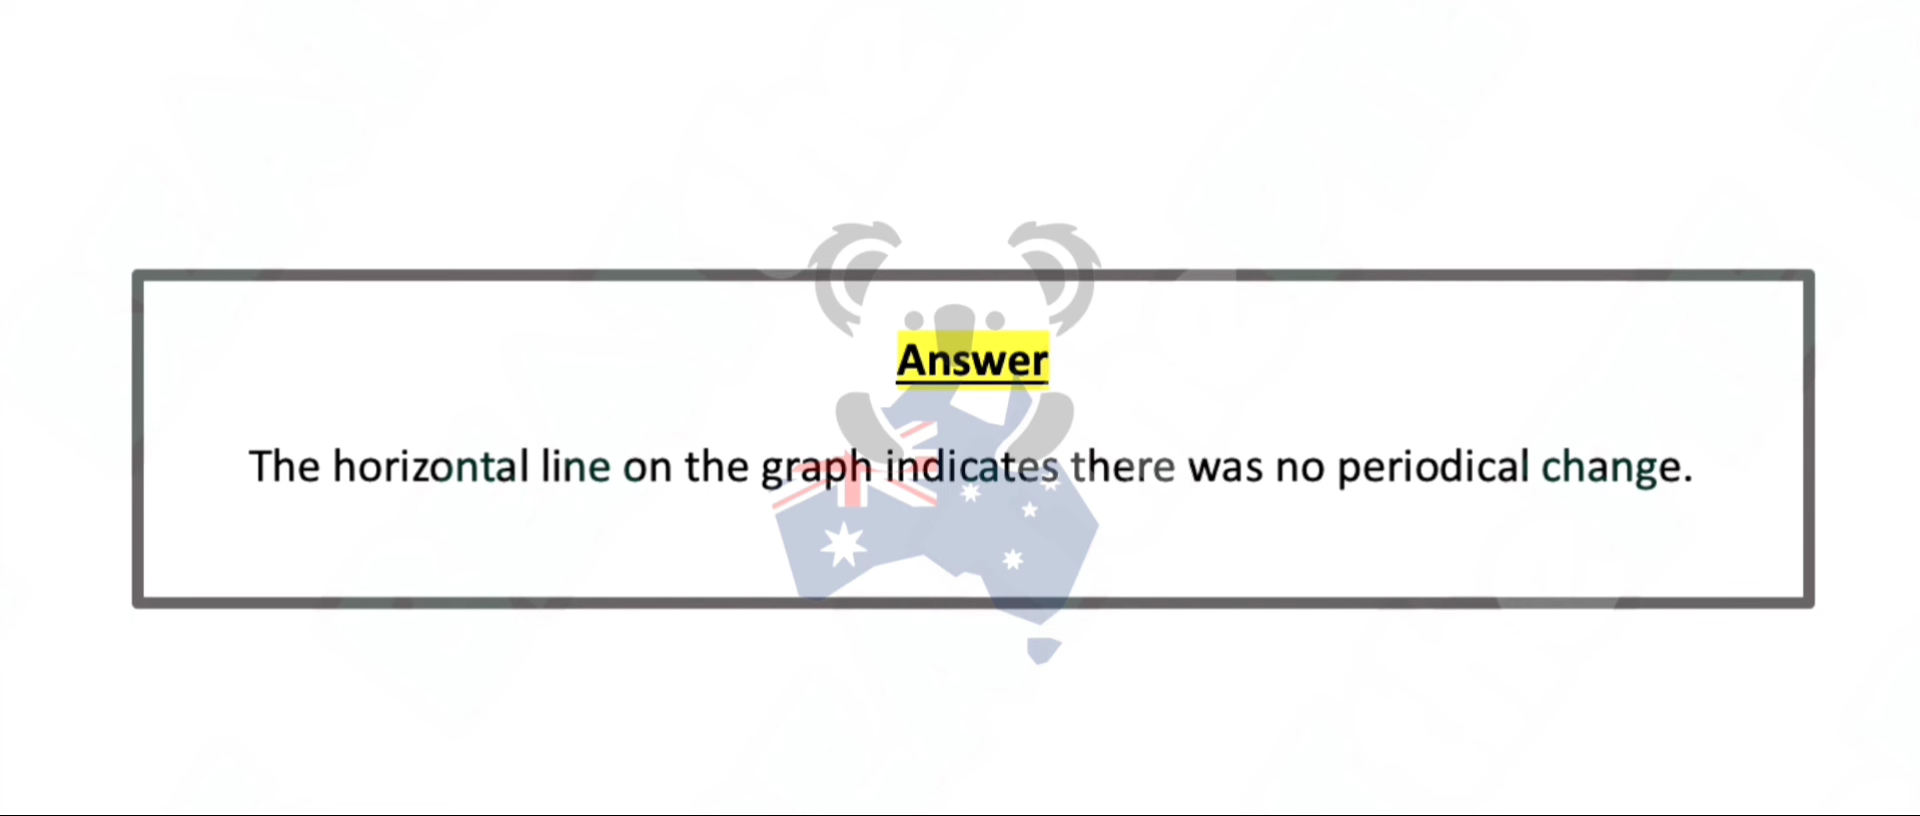 Answer
The horizontal line on the graph indicates there was no periodical change.